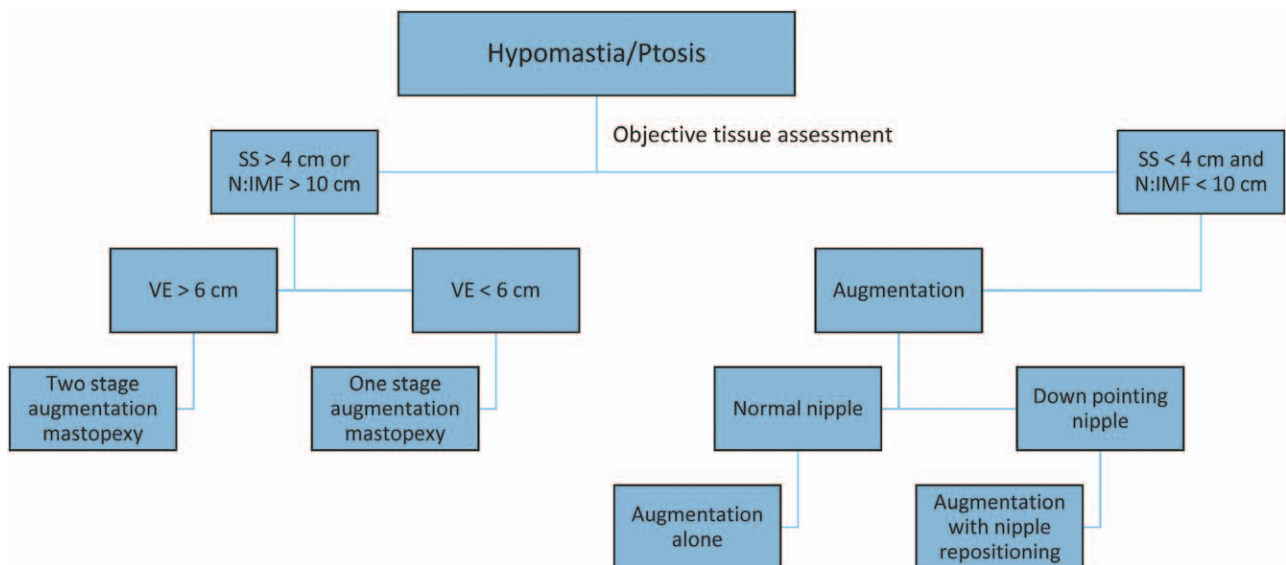 Hypomastia/Ptosis
Objective tissue assessment
SS > 4 cm or
N:IMF > 10 cm
SS < 4 cm and
N:IMF < 10 cm
VE > 6 cm
VE < 6 cm
Augmentation
Two stage
augmentation
mastopexy
One stage
augmentation
mastopexy
Normal nipple
Down pointing
nipple
Augmentation
alone
Augmentation
with nipple
repositioning